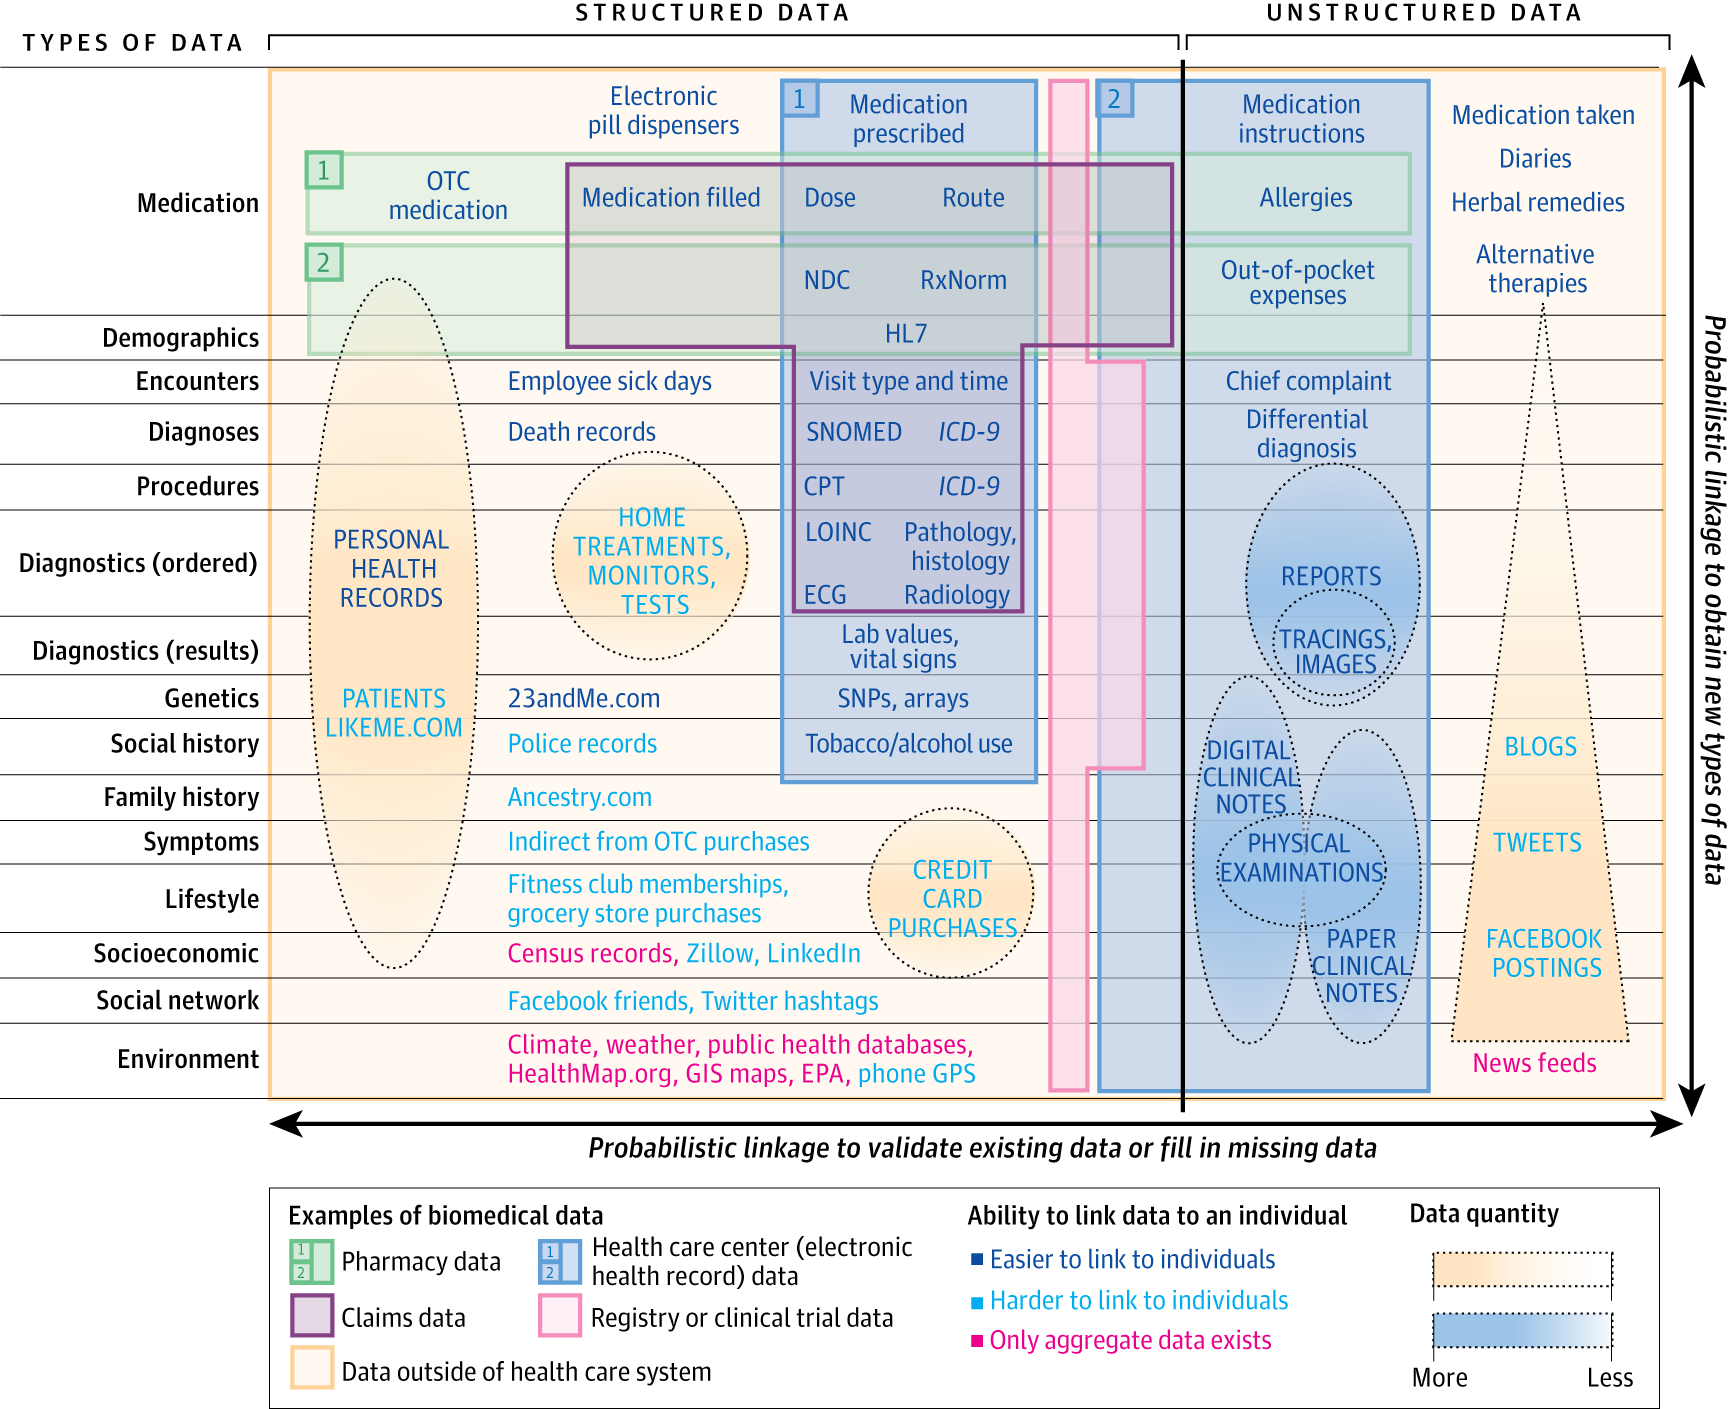 STRUCTURED DATA
UNSTRUCTURED DATA
TYPES OF DATA
Medication
Electronic
pill dispensers
1
Medication
prescribed
2
Medication
instructions
Medication taken
Diaries
Herbal remedies
Alternative
therapies
1
OTC
medication
Medication filled
Dose
Route
Allergies
2
NDC
RxNorm
Out-of-pocket
expenses
Demographics
HL7
Encounters
Employee sick days
Visit type and time
Chief complaint
Diagnoses
Death records
SNOMED
ICD-9
Differential
diagnosis
Procedures
CPT
ICD-9
Diagnostics (ordered)
PERSONAL
HEALTH
RECORDS
HOME
TREATMENTS,
MONITORS,
TESTS
LOINC
Pathology,
histology
ECG
Radiology
REPORTS
Diagnostics (results)
Lab values,
vital signs
TRACINGS,
IMAGES
Genetics
PATIENTS
LIKEME.COM
23andMe.com
SNPs, arrays
Social history
Police records
Tobacco/alcohol use
DIGITAL
CLINICAL
NOTES
BLOGS
Family history
Ancestry.com
Symptoms
Indirect from OTC purchases
PHYSICAL
EXAMINATIONS
TWEETS
Lifestyle
Fitness club memberships,
grocery store purchases
CREDIT
CARD
PURCHASES
Socioeconomic
Census records, Zillow, LinkedIn
PAPER
CLINICAL
NOTES
FACEBOOK
POSTINGS
Social network
Facebook friends, Twitter hashtags
Environment
Climate, weather, public health databases,
HealthMap.org, GIS maps, EPA, phone GPS
News feeds
Probabilistic linkage to obtain new types of data
Probabilistic linkage to validate existing data or fill in missing data
Examples of biomedical data
1
2
Pharmacy data
1
2
Health care center (electronic
health record) data
Claims data
Registry or clinical trial data
Data outside of health care system
Ability to link data to an individual
Easier to link to individuals
Harder to link to individuals
Only aggregate data exists
Data quantity
More
Less